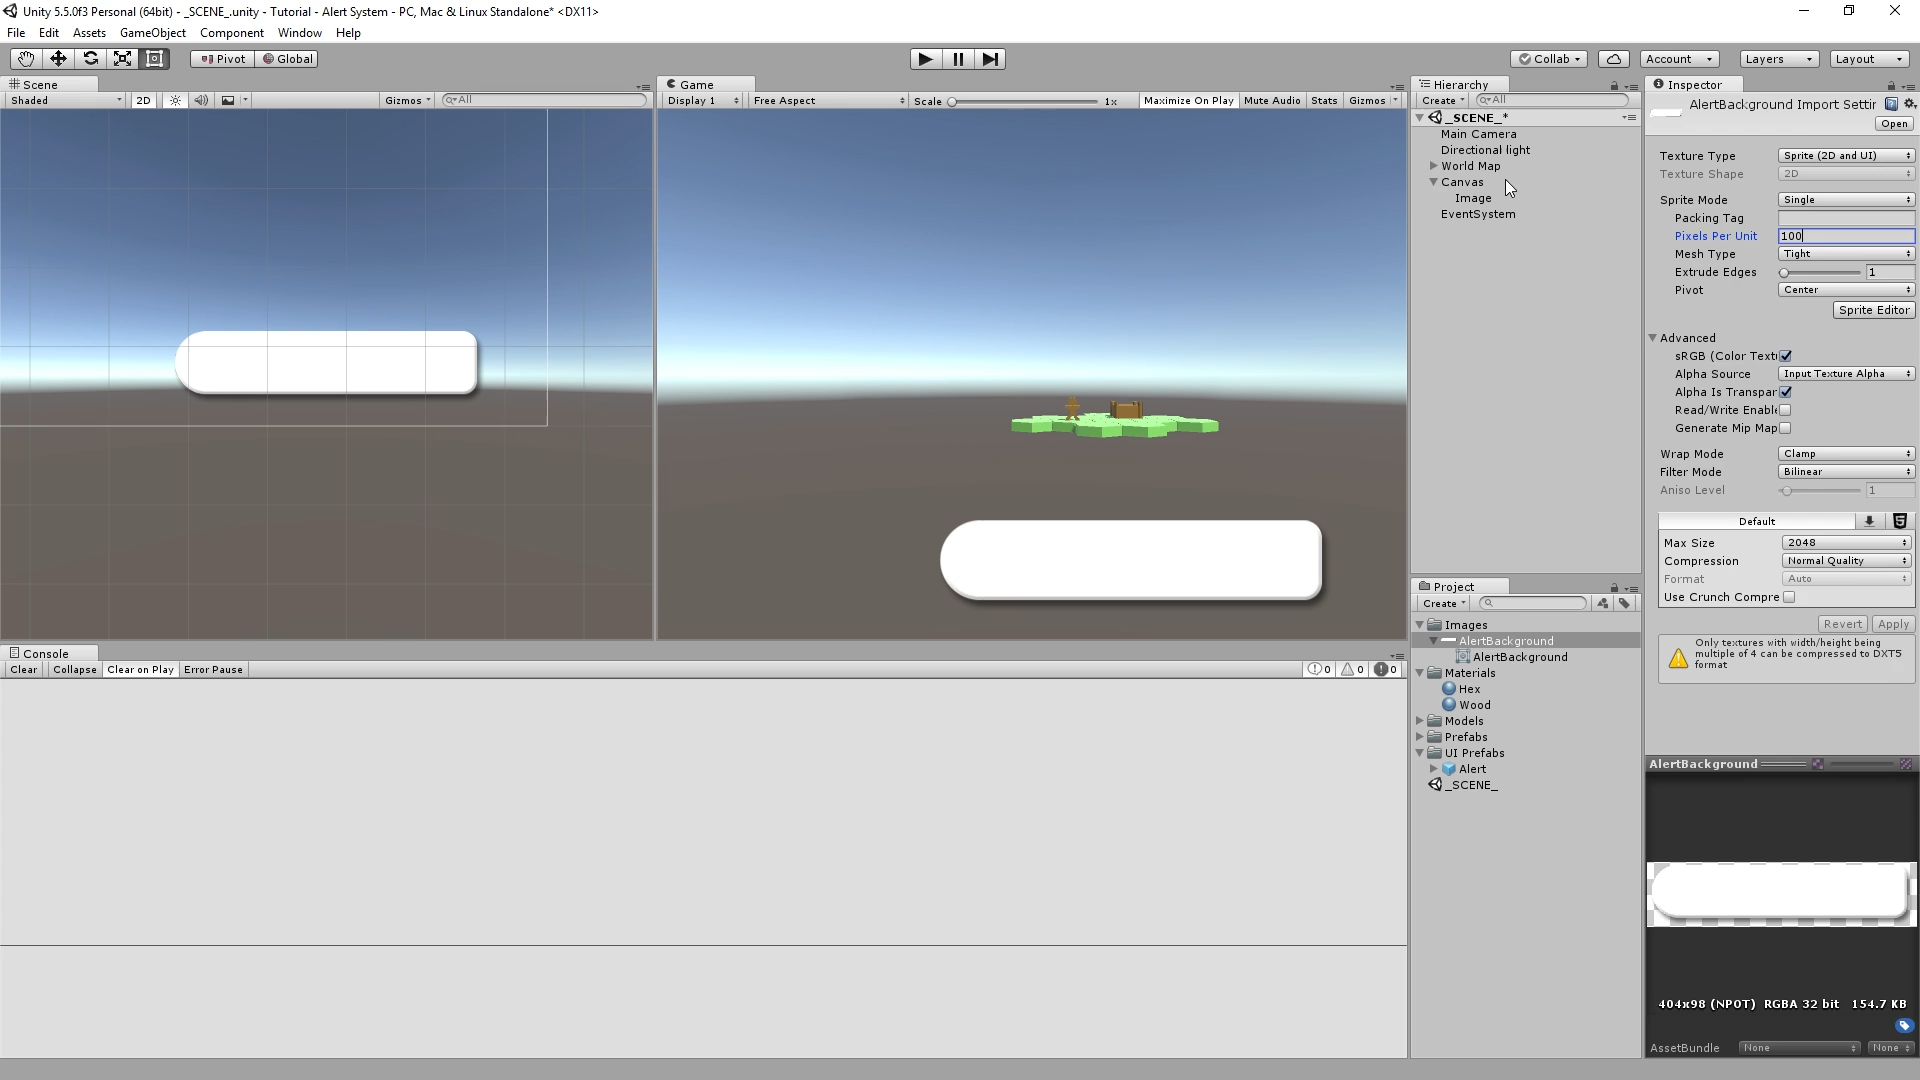 Unity 5.5.0f3 Personal (64bit) - _SCENE_.unity - Tutorial - Alert System - PC, Mac & Linux Standalone* <DX11>
File Edit Assets GameObject Component Window Help
Pivot Global Collab Account Layers Layout
Scene
Shaded 2D Gizmos All
Game
Display 1 Free Aspect Scale 1x Maximize On Play Mute Audio Stats Gizmos
Hierarchy
Create All
_SCENE_*
Main Camera
Directional light
World Map
Canvas
Image
EventSystem
Inspector
AlertBackground Import Settir
Open
Texture Type Sprite (2D and UI)
Texture Shape 2D
Sprite Mode Single
Packing Tag
Pixels Per Unit 100
Mesh Type Tight
Extrude Edges 1
Pivot Center
Sprite Editor
Advanced
sRGB (Color Textu
Alpha Source Input Texture Alpha
Alpha Is Transpar
Read/Write Enable
Generate Mip Map
Wrap Mode Clamp
Filter Mode Bilinear
Aniso Level 1
Default
Max Size 2048
Compression Normal Quality
Format Auto
Use Crunch Compre
Revert Apply
Only textures with width/height being
multiple of 4 can be compressed to DXT5
format
Project
Create
Images
AlertBackground
AlertBackground
Materials
Hex
Wood
Models
Prefabs
UI Prefabs
Alert
_SCENE_
Console
Clear Collapse Clear on Play Error Pause 0 0 0
AlertBackground
404x98 (NPOT) RGBA 32 bit 154.7 KB
AssetBundle None None